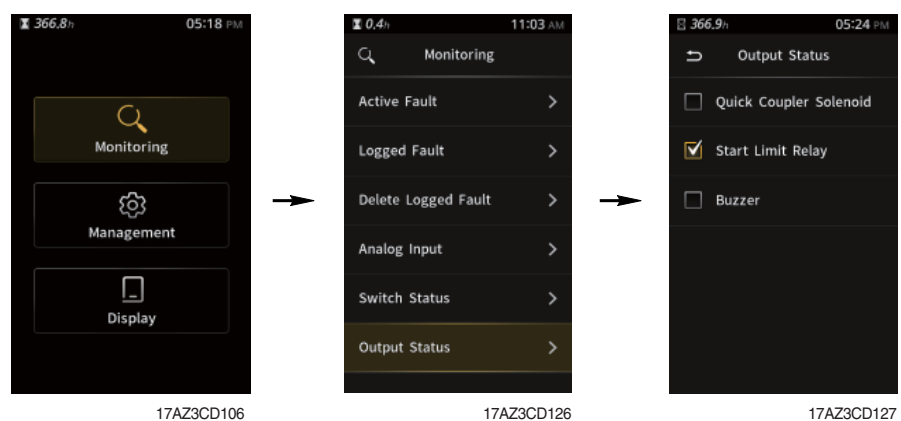 366.8h 05:18 PM
Monitoring
Management
Display
17AZ3CD106
0.4h 11:03 AM
Monitoring
Active Fault
Logged Fault
Delete Logged Fault
Analog Input
Switch Status
Output Status
17AZ3CD126
366.9h 05:24 PM
Output Status
Quick Coupler Solenoid
Start Limit Relay
Buzzer
17AZ3CD127